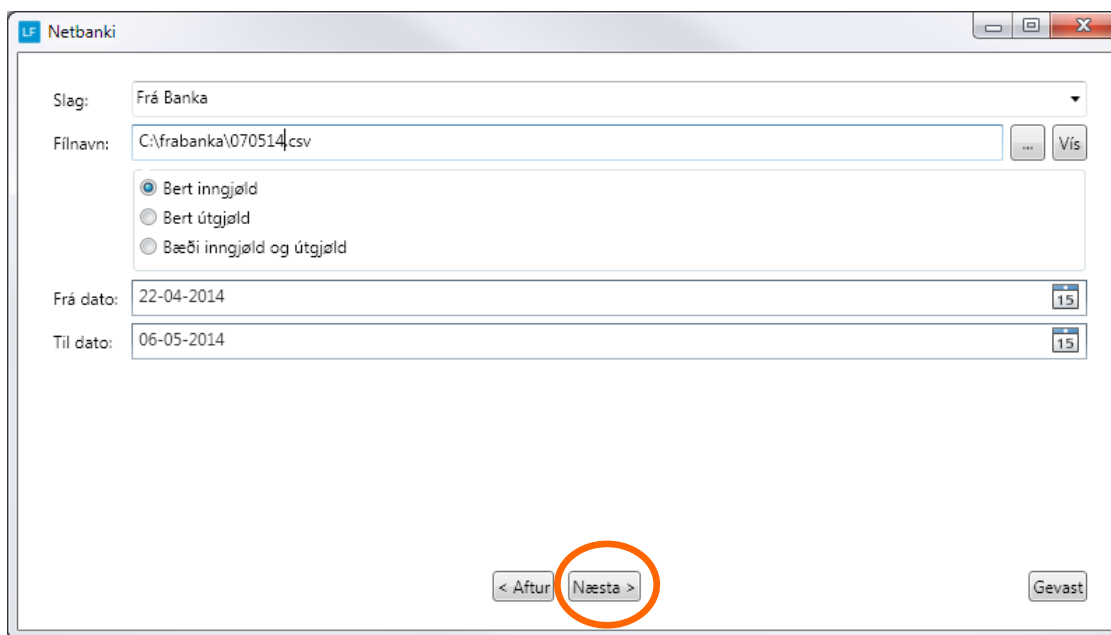 LF Netbanki
Slag: Frá Banka
Fílnavn: C:\frabanka\070514.csv ... Vís
Bert inngjøld
Bert útgjøld
Bæði inngjøld og útgjøld
Frá dato: 22-04-2014 15
Til dato: 06-05-2014 15
< Aftur Næsta > Gevast